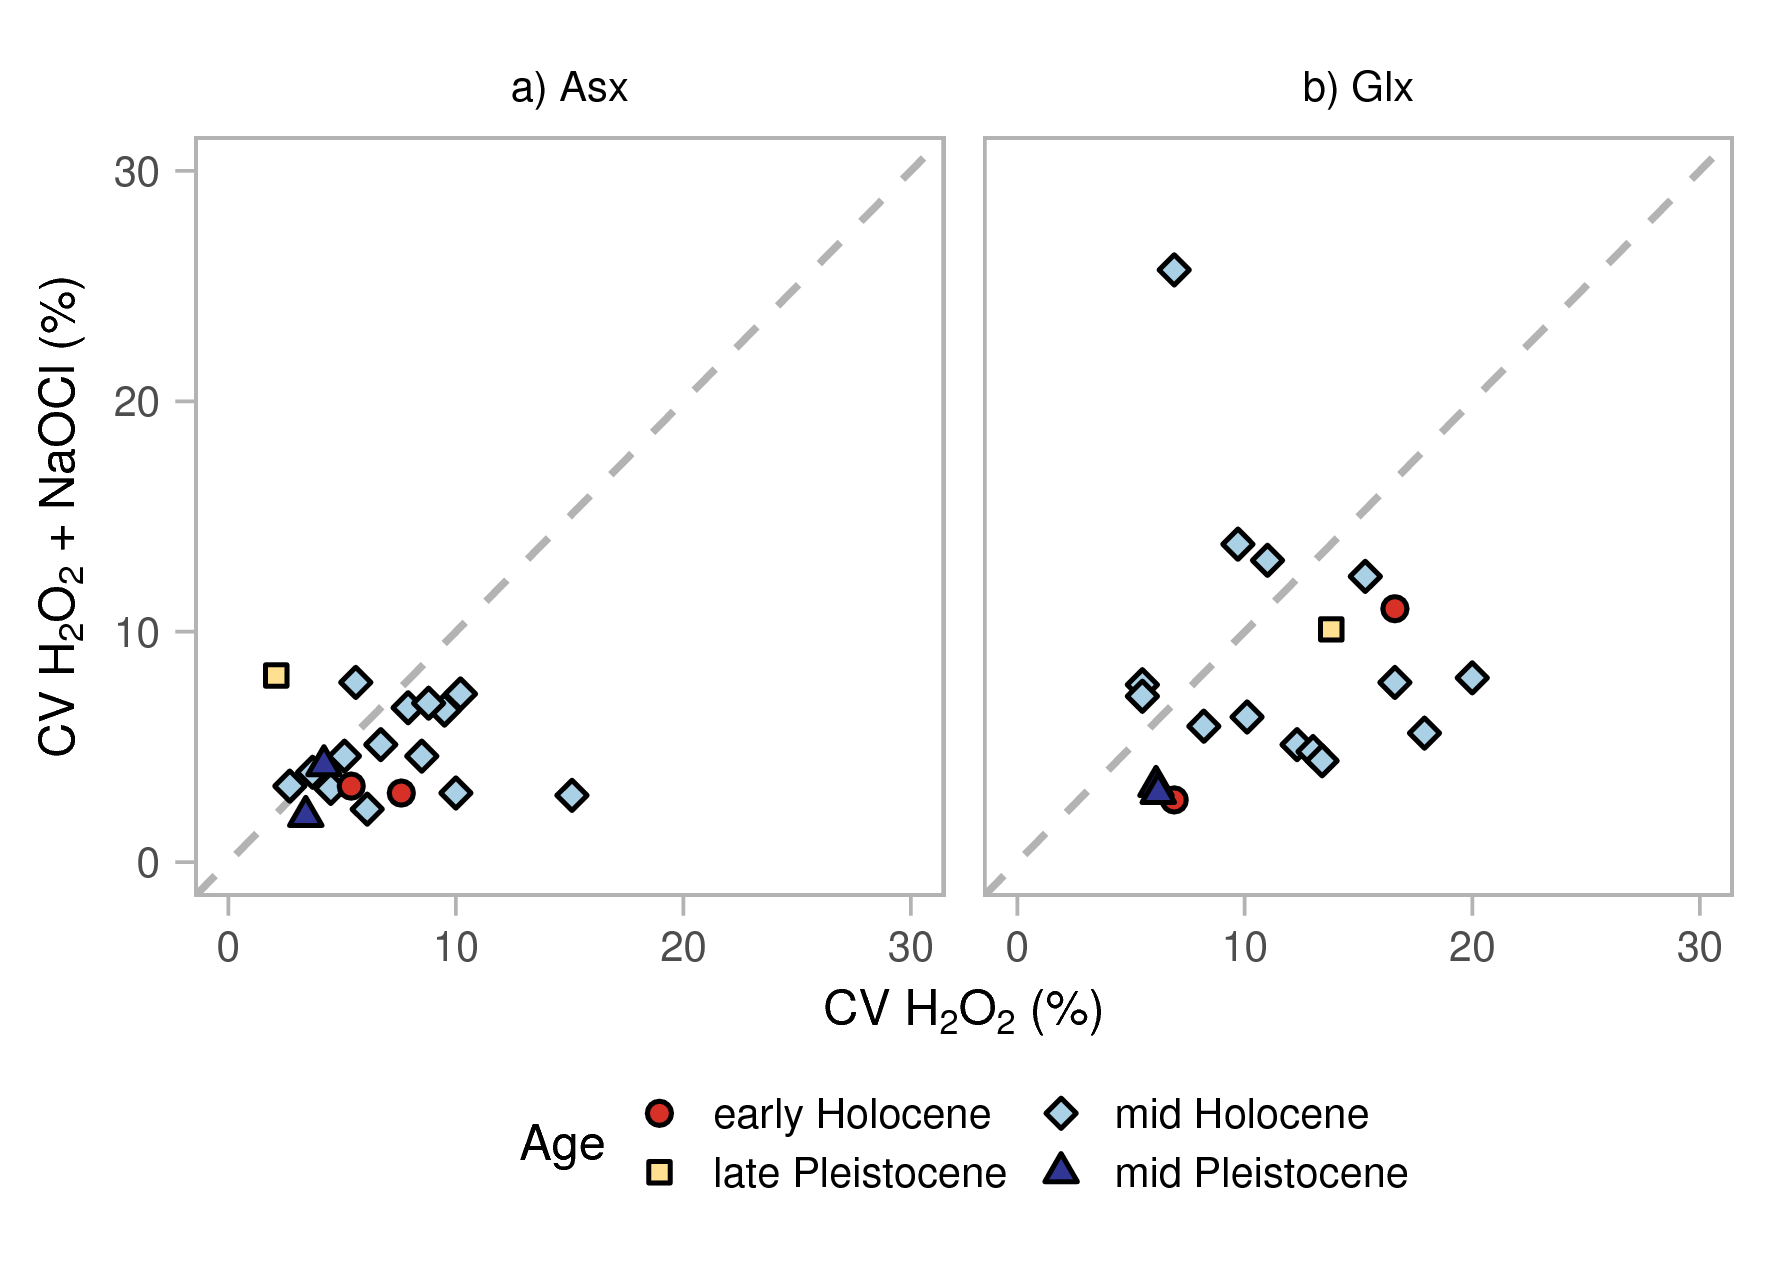 a) Asx
b) Glx
CV H₂O₂ + NaOCl (%)
30
20
10
0
0 10 20 30
0 10 20 30
CV H₂O₂ (%)
Age
early Holocene
mid Holocene
late Pleistocene
mid Pleistocene